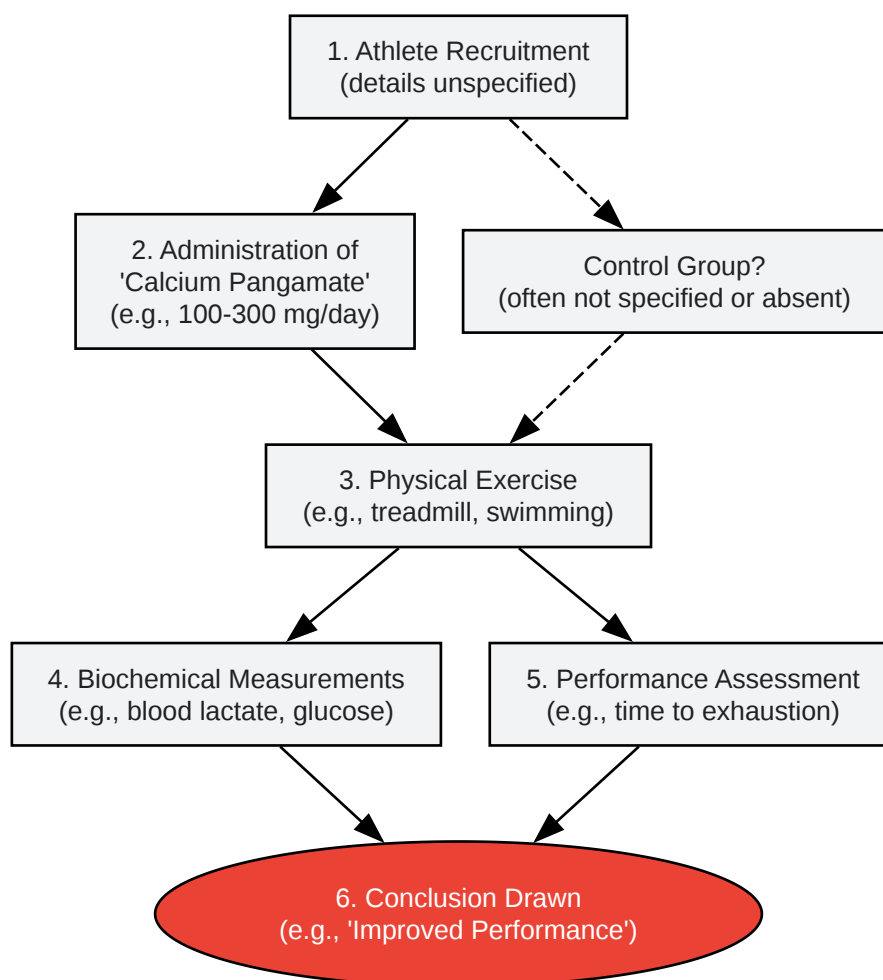 1. Athlete Recruitment
(details unspecified)
2. Administration of
'Calcium Pangamate'
(e.g., 100-300 mg/day)
Control Group?
(often not specified or absent)
3. Physical Exercise
(e.g., treadmill, swimming)
4. Biochemical Measurements
(e.g., blood lactate, glucose)
5. Performance Assessment
(e.g., time to exhaustion)
6. Conclusion Drawn
(e.g., 'Improved Performance')